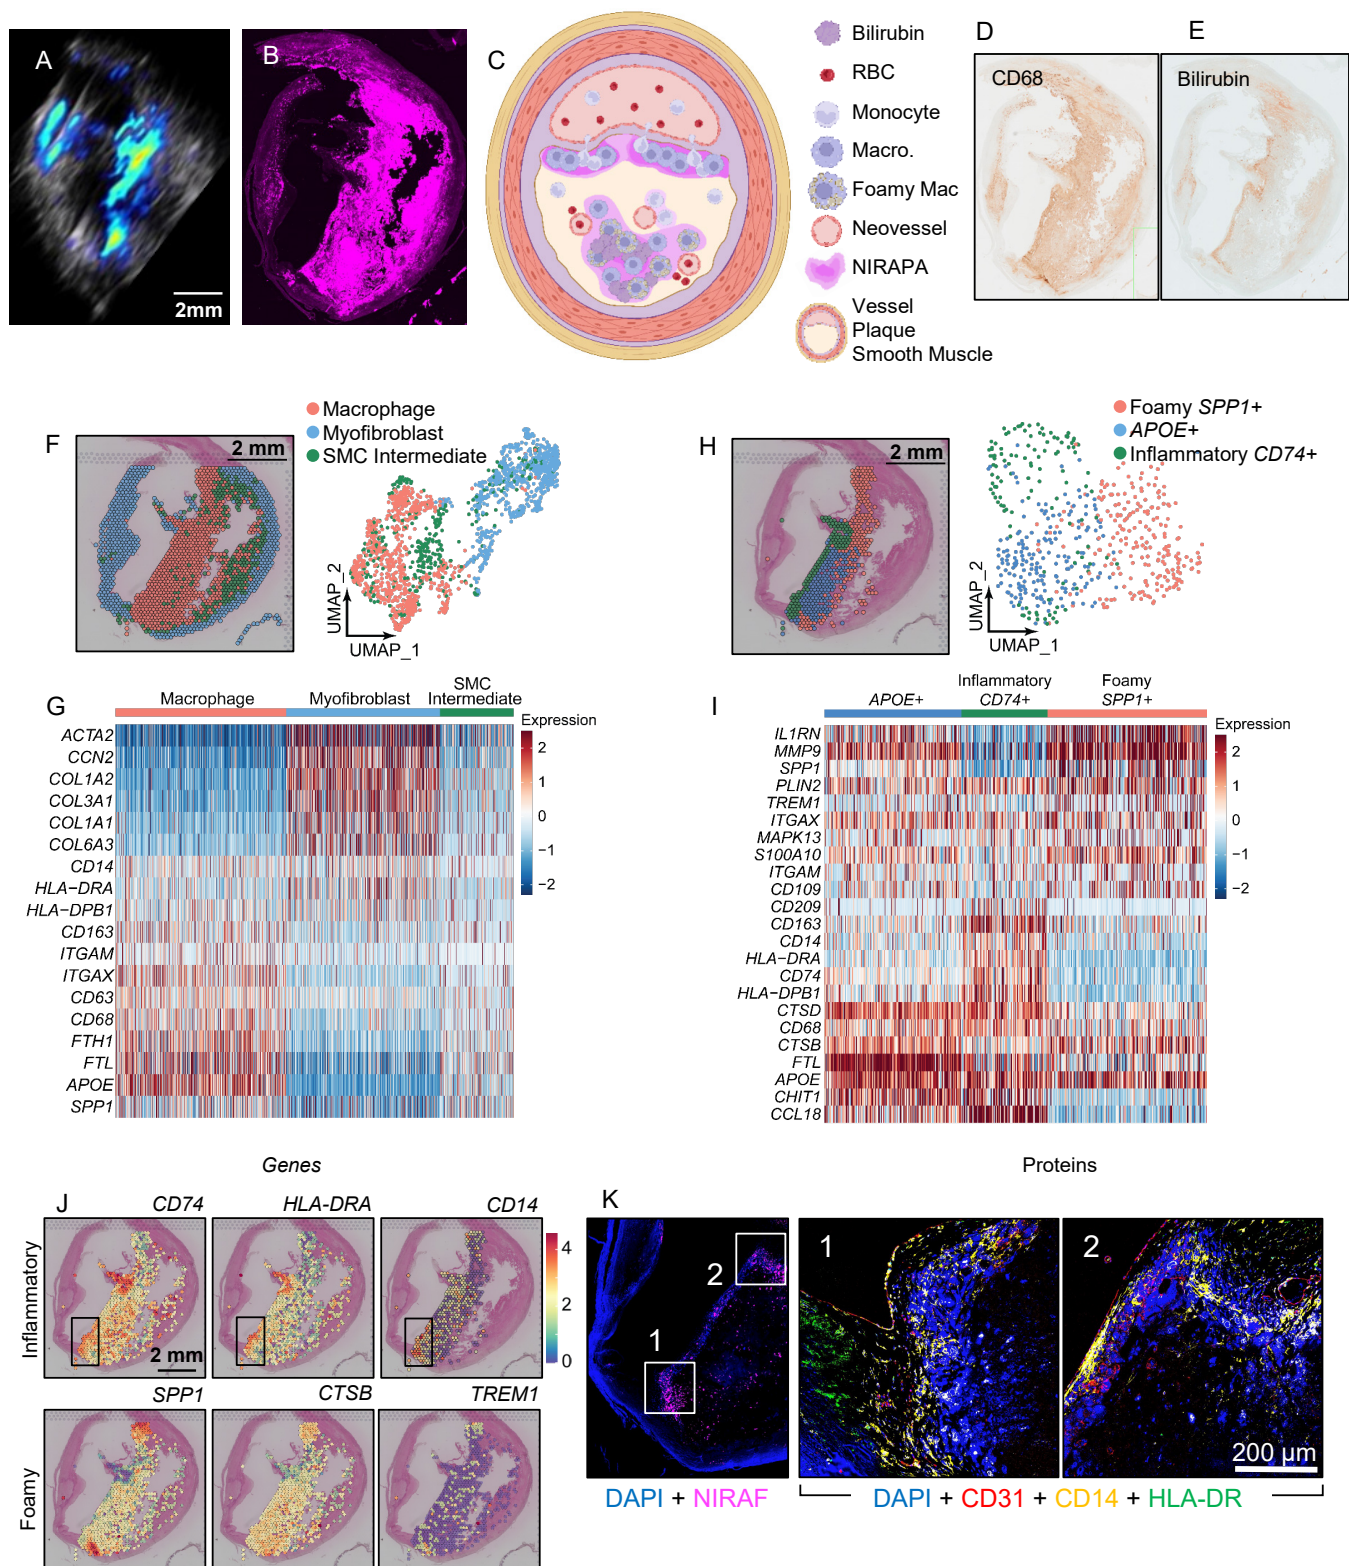 A
2mm
B
C
Bilirubin
RBC
Monocyte
Macro.
Foamy Mac
Neovessel
NIRAPA
Vessel
Plaque
Smooth Muscle
D
CD68
E
Bilirubin
F
2 mm
Macrophage
Myofibroblast
SMC Intermediate
UMAP_2
UMAP_1
H
2 mm
Foamy SPP1+
APOE+
Inflammatory CD74+
UMAP_2
UMAP_1
G
Macrophage
Myofibroblast
SMC
Intermediate
Expression
2
1
0
−1
−2
ACTA2
CCN2
COL1A2
COL3A1
COL1A1
COL6A3
CD14
HLA−DRA
HLA−DPB1
CD163
ITGAM
ITGAX
CD63
CD68
FTH1
FTL
APOE
SPP1
I
APOE+
Inflammatory
CD74+
Foamy
SPP1+
Expression
2
1
0
−1
−2
IL1RN
MMP9
SPP1
PLIN2
TREM1
ITGAX
MAPK13
S100A10
ITGAM
CD109
CD209
CD163
CD14
HLA−DRA
CD74
HLA−DPB1
CTSD
CD68
CTSB
FTL
APOE
CHIT1
CCL18
Genes
J
CD74
HLA-DRA
CD14
Inflammatory
2 mm
4
2
0
SPP1
CTSB
TREM1
Foamy
Proteins
K
1
2
DAPI + NIRAF
1
2
200 µm
DAPI + CD31 + CD14 + HLA-DR